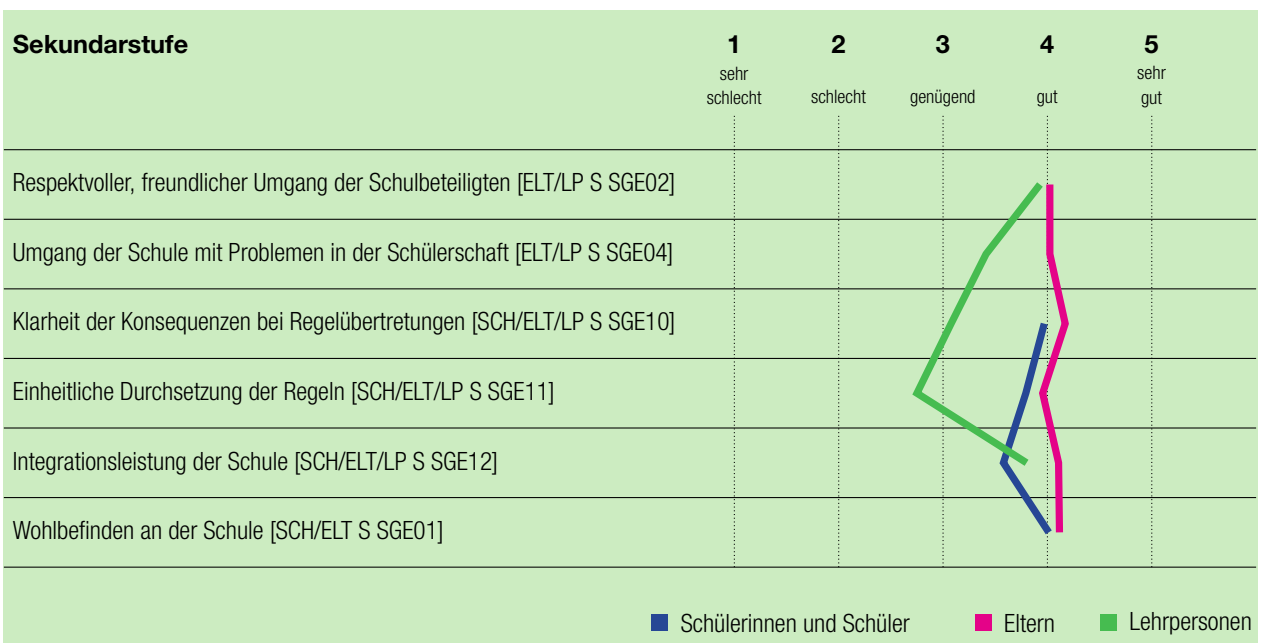 Sekundarstufe 1 2 3 4 5
sehr sehr
schlecht schlecht genügend gut gut
Respektvoller, freundlicher Umgang der Schulbeteiligten [ELT/LP S SGE02]
Umgang der Schule mit Problemen in der Schülerschaft [ELT/LP S SGE04]
Klarheit der Konsequenzen bei Regelübertretungen [SCH/ELT/LP S SGE10]
Einheitliche Durchsetzung der Regeln [SCH/ELT/LP S SGE11]
Integrationsleistung der Schule [SCH/ELT/LP S SGE12]
Wohlbefinden an der Schule [SCH/ELT S SGE01]
Schülerinnen und Schüler Eltern Lehrpersonen